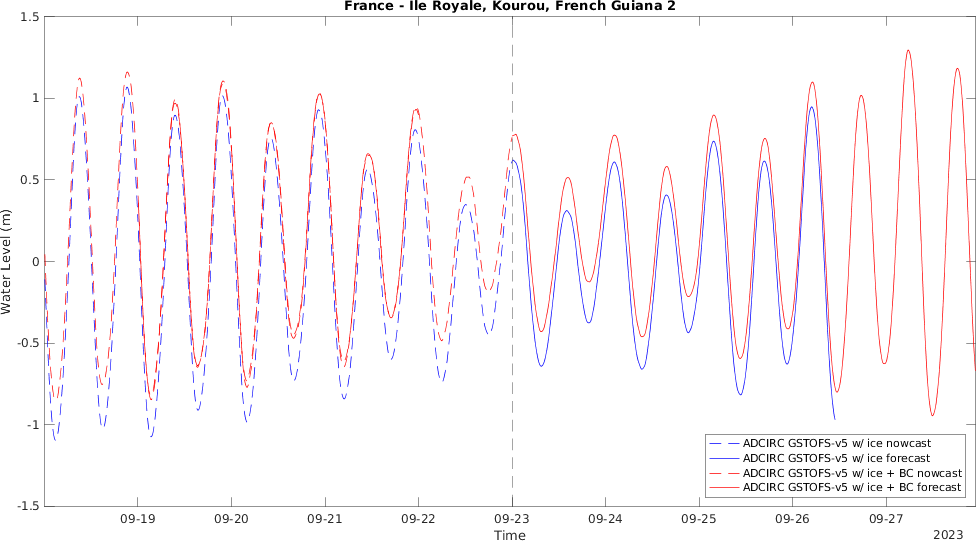 France - Ile Royale, Kourou, French Guiana 2
1.5
1
0.5
0
-0.5
-1
-1.5
Water Level (m)
09-19 09-20 09-21 09-22 09-23 09-24 09-25 09-26 09-27
Time
2023
ADCIRC GSTOFS-v5 w/ ice nowcast
ADCIRC GSTOFS-v5 w/ ice forecast
ADCIRC GSTOFS-v5 w/ ice + BC nowcast
ADCIRC GSTOFS-v5 w/ ice + BC forecast